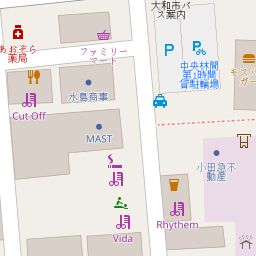 大和市バ
ス案内
ファミリー
マート
あおぞら
薬局
中央林間
第1時間
貸駐輪場
モスバ
ガ
水島商事
Cut Off
MAST
小田急不
動産
Vida
Rhythem
P
P